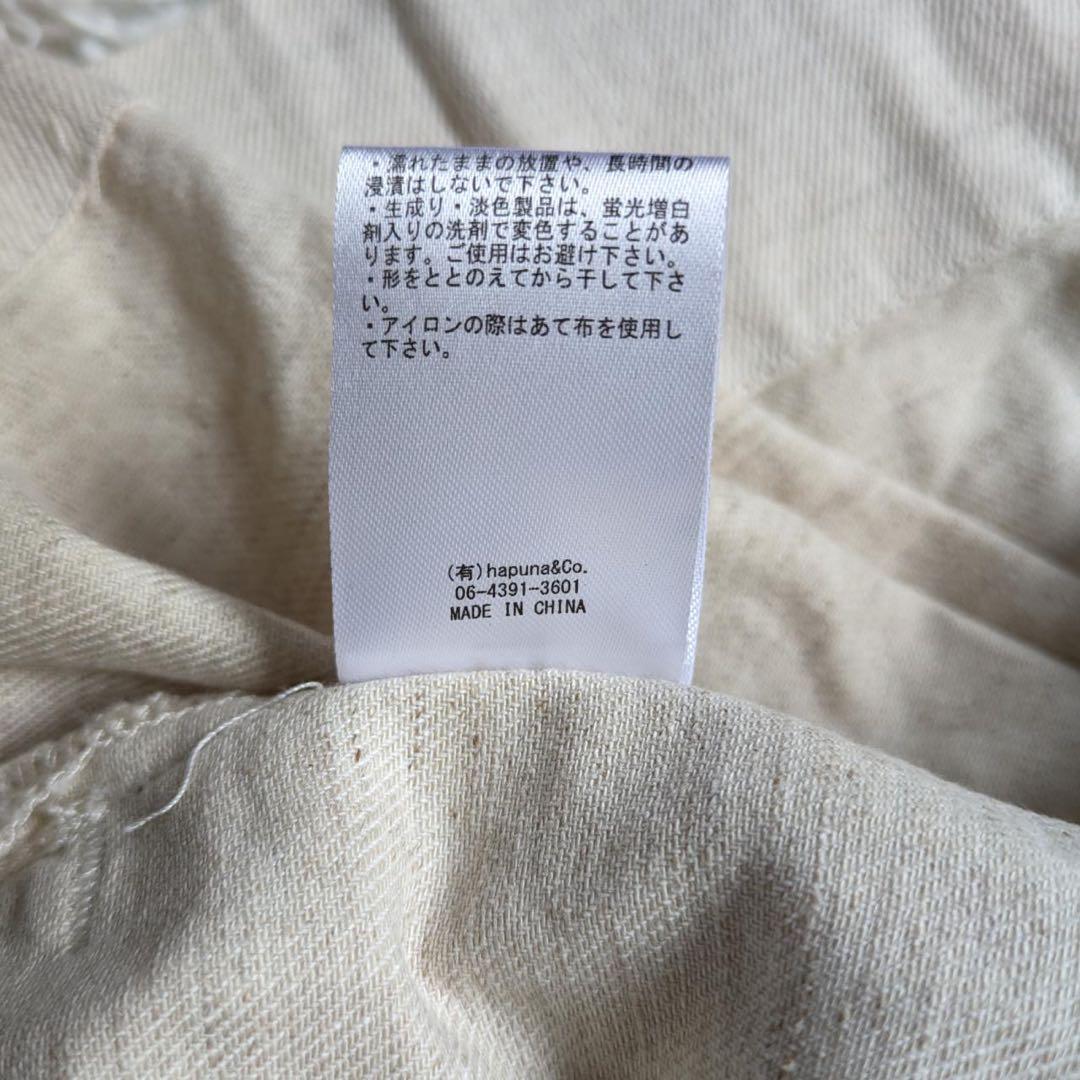 ・濡れたままの放置や、長時間の
浸漬はしないで下さい。
・生成り・淡色製品は、蛍光増白
剤入りの洗剤で変色することがあ
ります。ご使用はお避け下さい。
・形をととのえてから干して下さ
い。
・アイロンの際はあて布を使用し
て下さい。
(有)hapuna&Co.
06-4391-3601
MADE IN CHINA